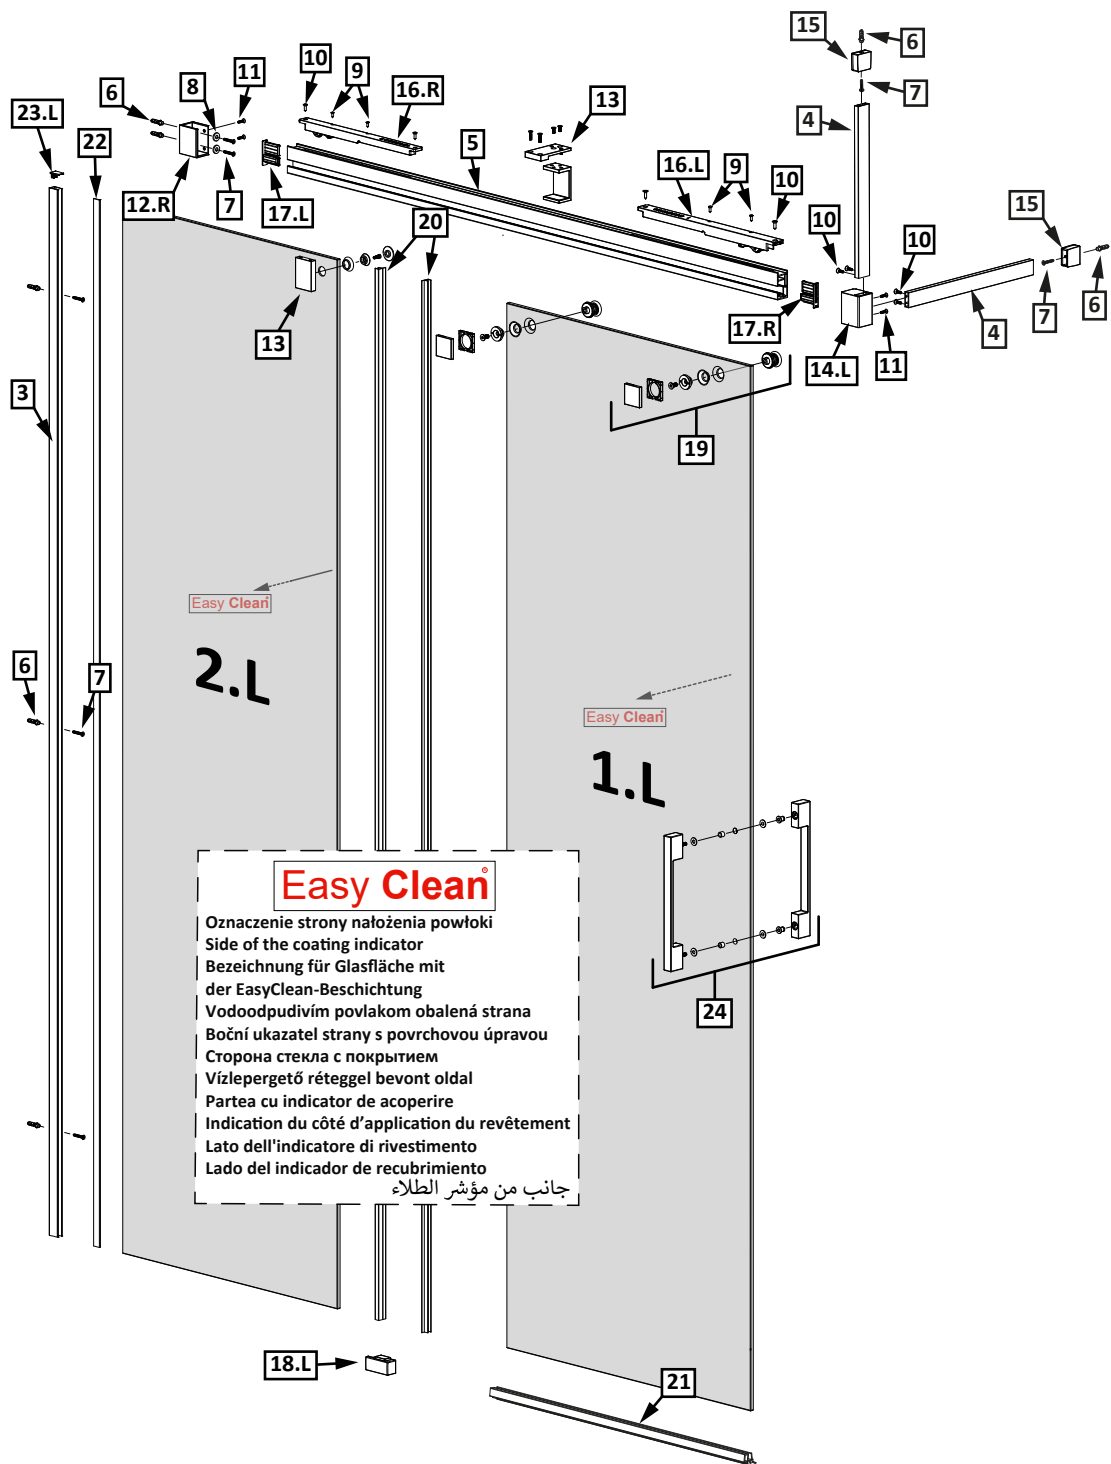 15
6
7
4
10
9
16.R
13
11
8
6
23.L
22
5
16.L
9
10
12.R
7
17.L
20
10
10
15
13
17.R
14.L
11
4
7
6
3
19
Easy Clean
2.L
Easy Clean
1.L
6
7
Easy Clean®
Oznaczenie strony nałożenia powłoki
Side of the coating indicator
Bezeichnung für Glasfläche mit
der EasyClean-Beschichtung
Vodoodpudivím povlakom obalená strana
Boční ukazatel strany s povrchovou úpravou
Сторона стекла с покрытием
Vízlepergető réteggel bevont oldal
Partea cu indicator de acoperire
Indication du côté d’application du revêtement
Lato dell'indicatore di rivestimento
Lado del indicador de recubrimiento
جانب من مؤشر الطلاء
24
18.L
21